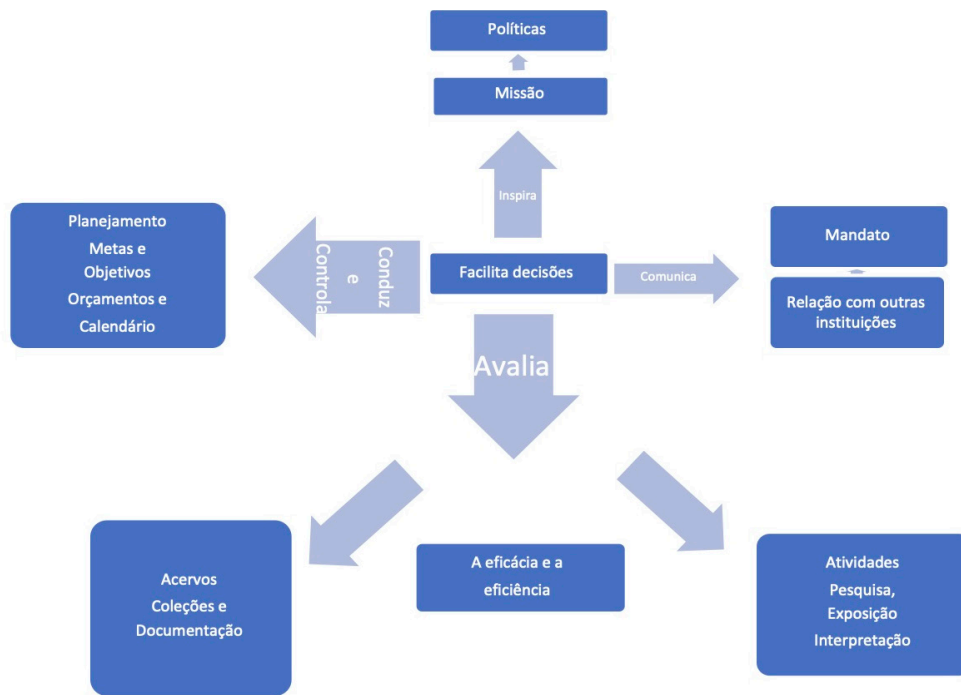 Políticas
Missão
Inspira
Planejamento
Metas e
Objetivos
Orçamentos e
Calendário
Conduz
e
Controla
Facilita decisões
Comunica
Mandato
Relação com outras
instituições
Avalia
Acervos
Coleções e
Documentação
A eficácia e a
eficiência
Atividades
Pesquisa,
Exposição
Interpretação